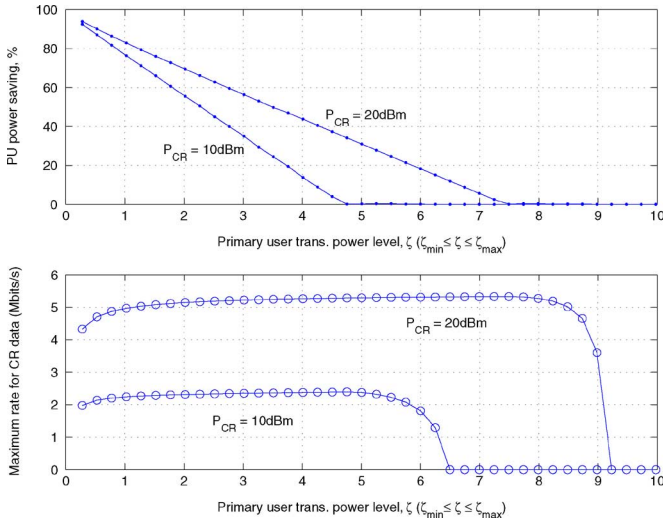 PU power saving, %
100
80
60
40
20
0
P_CR = 20dBm
P_CR = 10dBm
0 1 2 3 4 5 6 7 8 9 10
Primary user trans. power level, ζ (ζ_min ≤ ζ ≤ ζ_max)
Maximum rate for CR data (Mbits/s)
6
5
4
3
2
1
0
P_CR = 20dBm
P_CR = 10dBm
0 1 2 3 4 5 6 7 8 9 10
Primary user trans. power level, ζ (ζ_min ≤ ζ ≤ ζ_max)